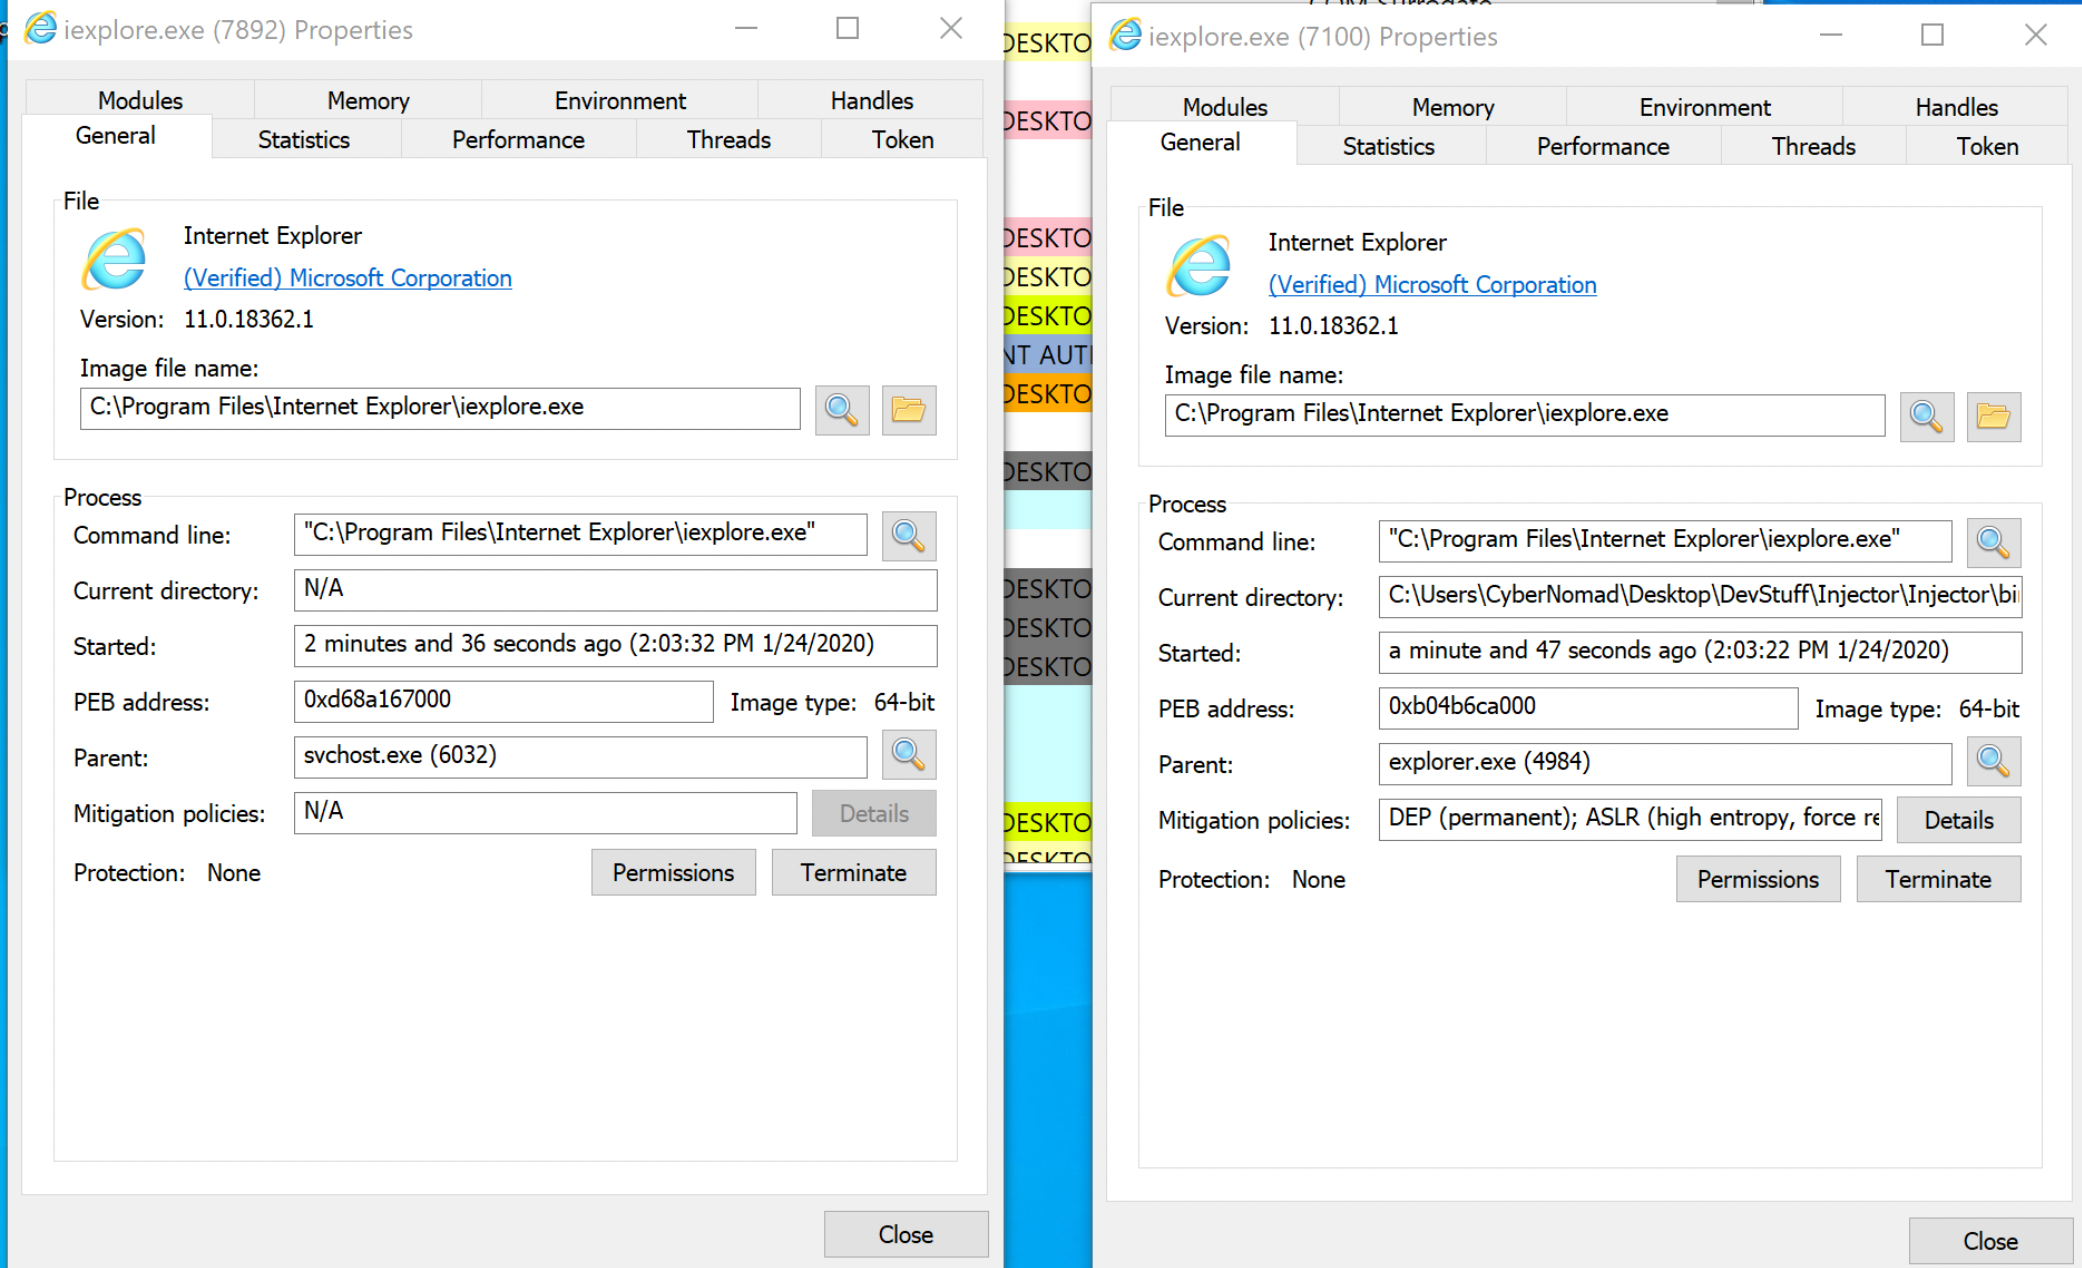 iexplore.exe (7892) Properties
Modules Memory Environment Handles
General Statistics Performance Threads Token
File
Internet Explorer
(Verified) Microsoft Corporation
Version: 11.0.18362.1
Image file name:
C:\Program Files\Internet Explorer\iexplore.exe
Process
Command line: "C:\Program Files\Internet Explorer\iexplore.exe"
Current directory: N/A
Started: 2 minutes and 36 seconds ago (2:03:32 PM 1/24/2020)
PEB address: 0xd68a167000 Image type: 64-bit
Parent: svchost.exe (6032)
Mitigation policies: N/A Details
Protection: None Permissions Terminate
Close
DESKTO
DESKTO
DESKTO
DESKTO
DESKTO
NT AUT
DESKTO
DESKTO
DESKTO
DESKTO
DESKTO
DESKTO
DESKTO
iexplore.exe (7100) Properties
Modules Memory Environment Handles
General Statistics Performance Threads Token
File
Internet Explorer
(Verified) Microsoft Corporation
Version: 11.0.18362.1
Image file name:
C:\Program Files\Internet Explorer\iexplore.exe
Process
Command line: "C:\Program Files\Internet Explorer\iexplore.exe"
Current directory: C:\Users\CyberNomad\Desktop\DevStuff\Injector\Injector\bi
Started: a minute and 47 seconds ago (2:03:22 PM 1/24/2020)
PEB address: 0xb04b6ca000 Image type: 64-bit
Parent: explorer.exe (4984)
Mitigation policies: DEP (permanent); ASLR (high entropy, force re Details
Protection: None Permissions Terminate
Close